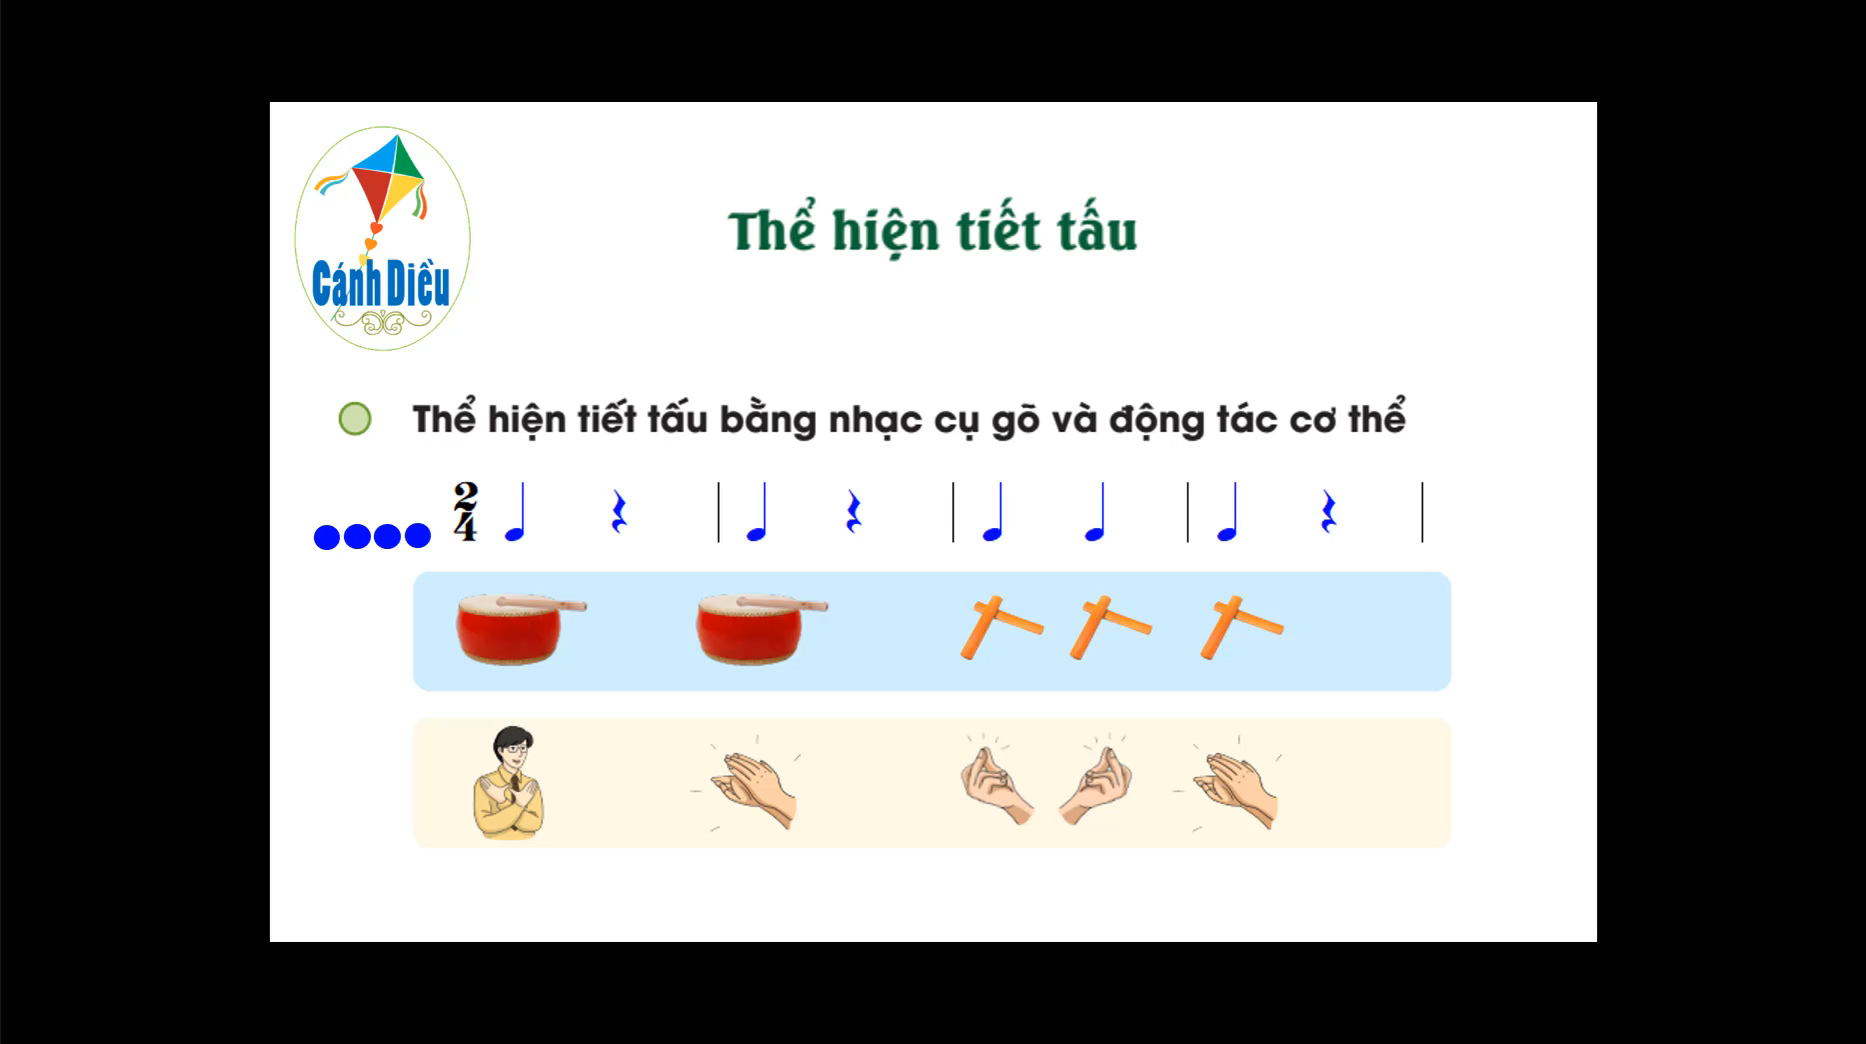 Cánh Diều
Thể hiện tiết tấu
Thể hiện tiết tấu bằng nhạc cụ gõ và động tác cơ thể
2
4